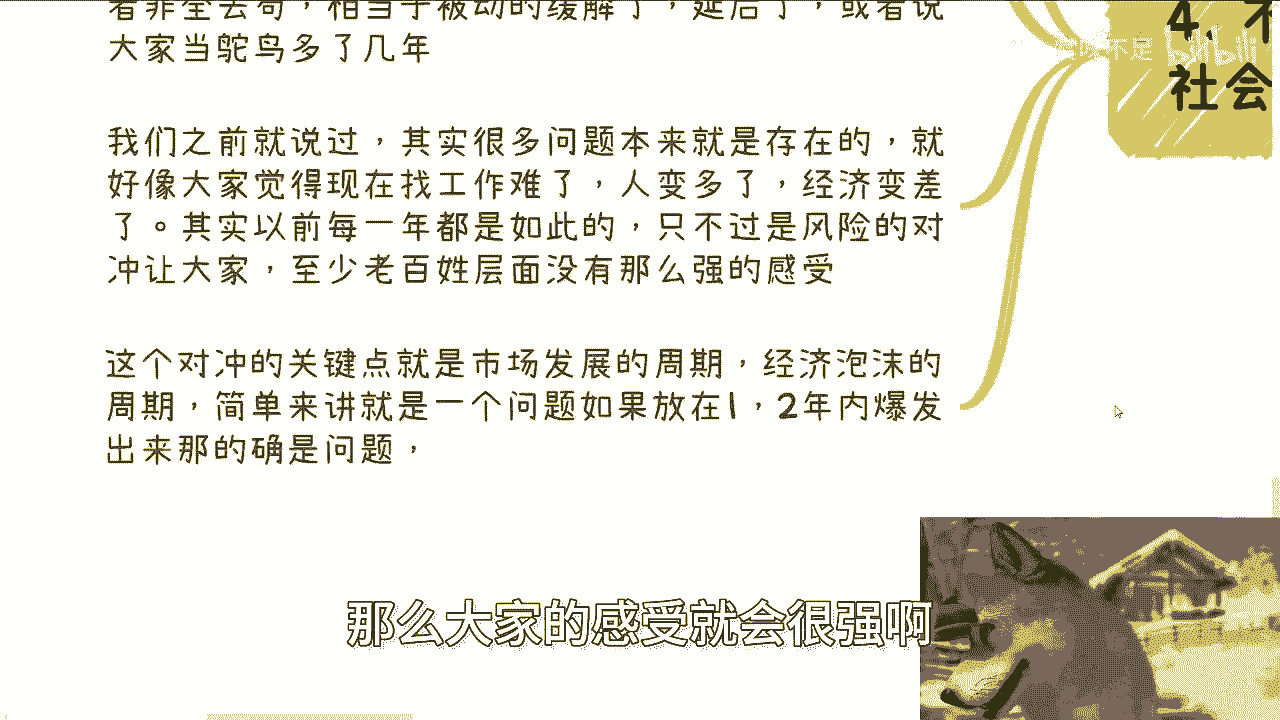 者非全去苟，相当于被动的缓解了，延后了，或者说
大家当鸵鸟多了几年
我们之前就说过，其实很多问题本来就是存在的，就
好像大家觉得现在找工作难了，人变多了，经济变差
了。其实以前每一年都是如此的，只不过是风险的对
冲让大家，至少老百姓层面没有那么强的感受
这个对冲的关键点就是市场发展的周期，经济泡沫的
周期，简单来讲就是一个问题如果放在1，2年内爆发
出来那的确是问题，
4. 不
社会
bilibili
那么大家的感受就会很强啊